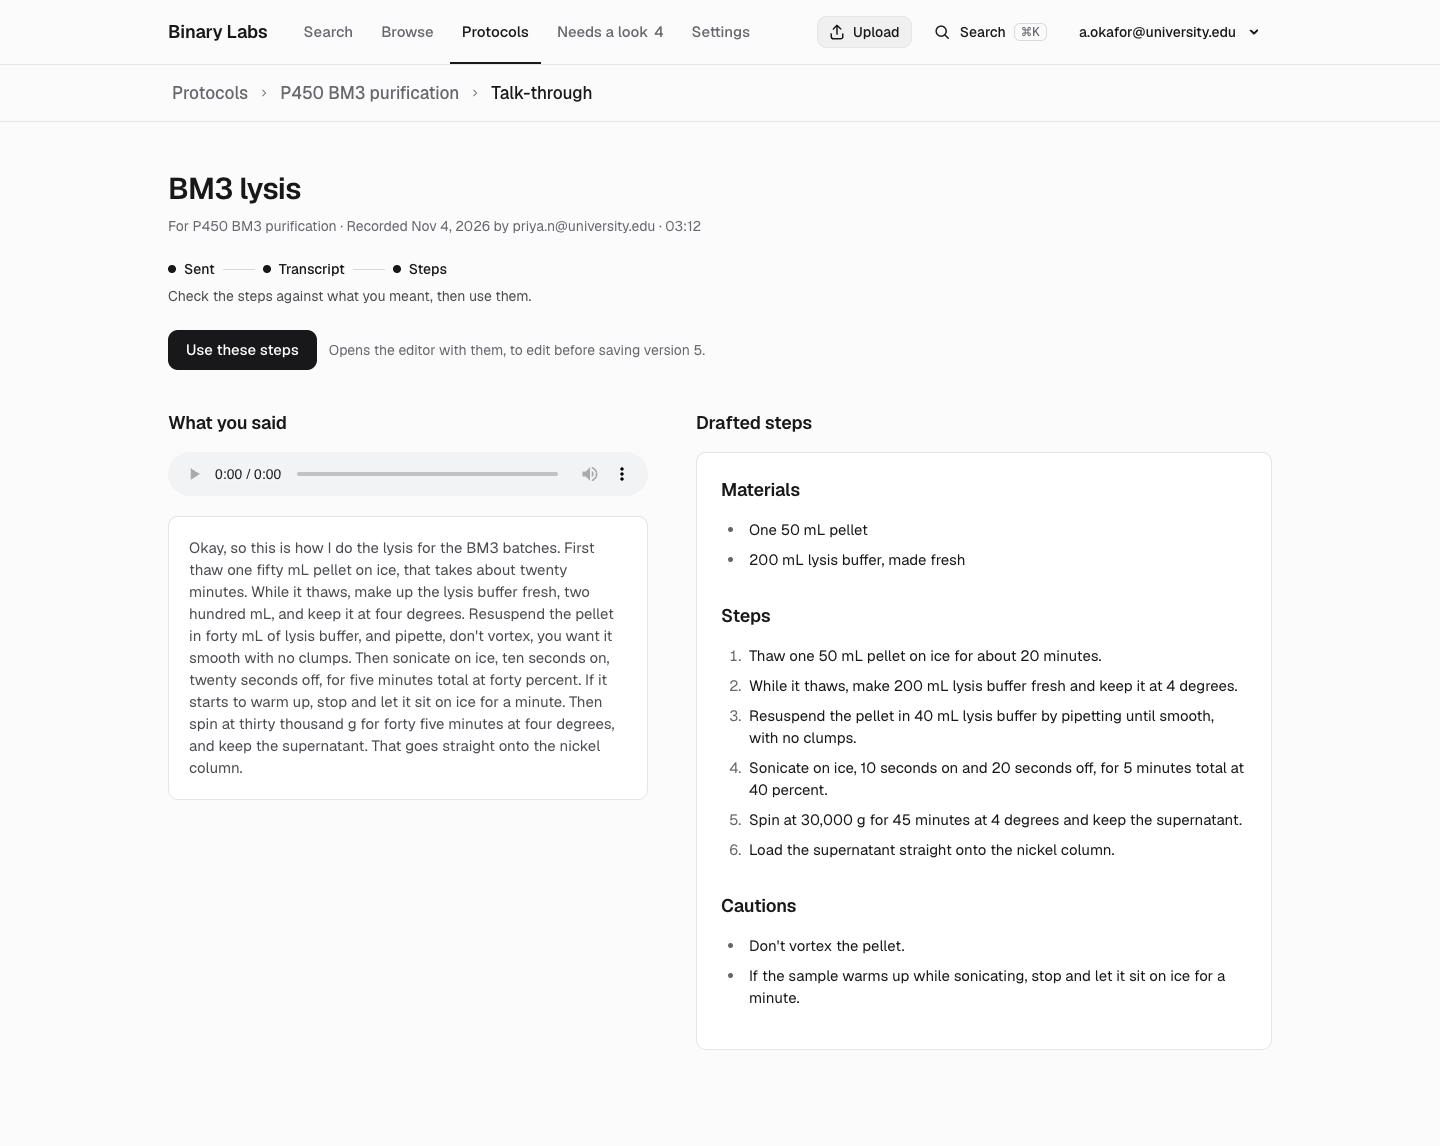 Binary Labs
Search
Browse
Protocols
Needs a look 4
Settings
Upload
Search ⌘K
a.okafor@university.edu
Protocols › P450 BM3 purification › Talk-through
BM3 lysis
For P450 BM3 purification · Recorded Nov 4, 2026 by priya.n@university.edu · 03:12
Sent
Transcript
Steps
Check the steps against what you meant, then use them.
Use these steps
Opens the editor with them, to edit before saving version 5.
What you said
0:00 / 0:00
Okay, so this is how I do the lysis for the BM3 batches. First
thaw one fifty mL pellet on ice, that takes about twenty
minutes. While it thaws, make up the lysis buffer fresh, two
hundred mL, and keep it at four degrees. Resuspend the pellet
in forty mL of lysis buffer, and pipette, don't vortex, you want it
smooth with no clumps. Then sonicate on ice, ten seconds on,
twenty seconds off, for five minutes total at forty percent. If it
starts to warm up, stop and let it sit on ice for a minute. Then
spin at thirty thousand g for forty five minutes at four degrees,
and keep the supernatant. That goes straight onto the nickel
column.
Drafted steps
Materials
• One 50 mL pellet
• 200 mL lysis buffer, made fresh
Steps
1. Thaw one 50 mL pellet on ice for about 20 minutes.
2. While it thaws, make 200 mL lysis buffer fresh and keep it at 4 degrees.
3. Resuspend the pellet in 40 mL lysis buffer by pipetting until smooth,
with no clumps.
4. Sonicate on ice, 10 seconds on and 20 seconds off, for 5 minutes total at
40 percent.
5. Spin at 30,000 g for 45 minutes at 4 degrees and keep the supernatant.
6. Load the supernatant straight onto the nickel column.
Cautions
• Don't vortex the pellet.
• If the sample warms up while sonicating, stop and let it sit on ice for a
minute.